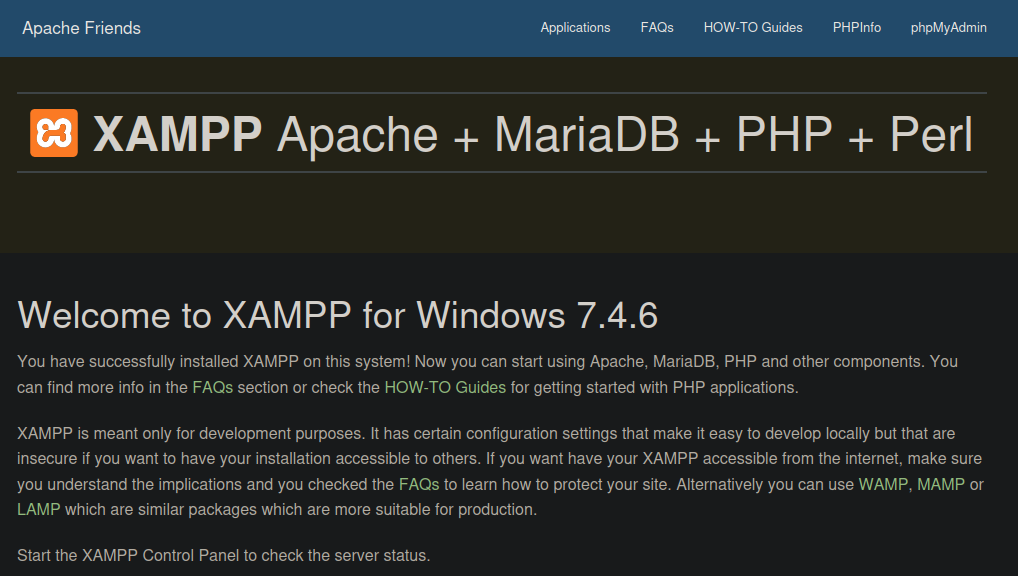 Apache Friends
Applications
FAQs
HOW-TO Guides
PHPInfo
phpMyAdmin
XAMPP Apache + MariaDB + PHP + Perl
Welcome to XAMPP for Windows 7.4.6
You have successfully installed XAMPP on this system! Now you can start using Apache, MariaDB, PHP and other components. You
can find more info in the FAQs section or check the HOW-TO Guides for getting started with PHP applications.
XAMPP is meant only for development purposes. It has certain configuration settings that make it easy to develop locally but that are
insecure if you want to have your installation accessible to others. If you want have your XAMPP accessible from the internet, make sure
you understand the implications and you checked the FAQs to learn how to protect your site. Alternatively you can use WAMP, MAMP or
LAMP which are similar packages which are more suitable for production.
Start the XAMPP Control Panel to check the server status.